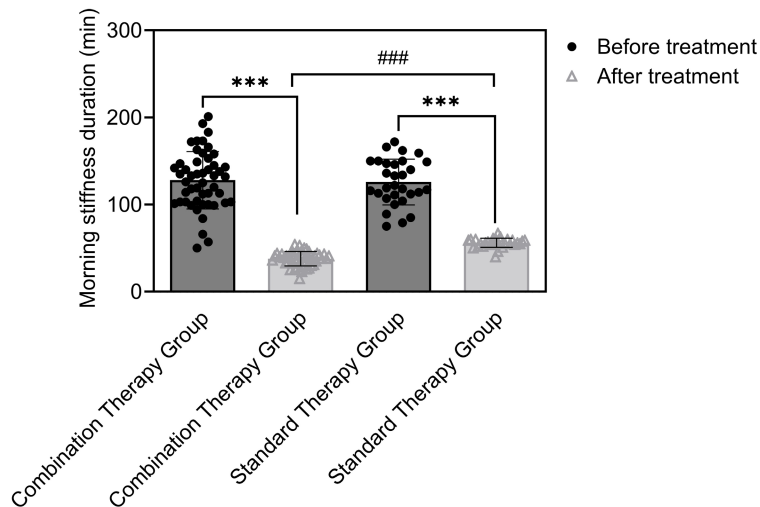 Morning stiffness duration (min)
300
200
100
0
***
###
***
Before treatment
After treatment
Combination Therapy Group
Combination Therapy Group
Standard Therapy Group
Standard Therapy Group